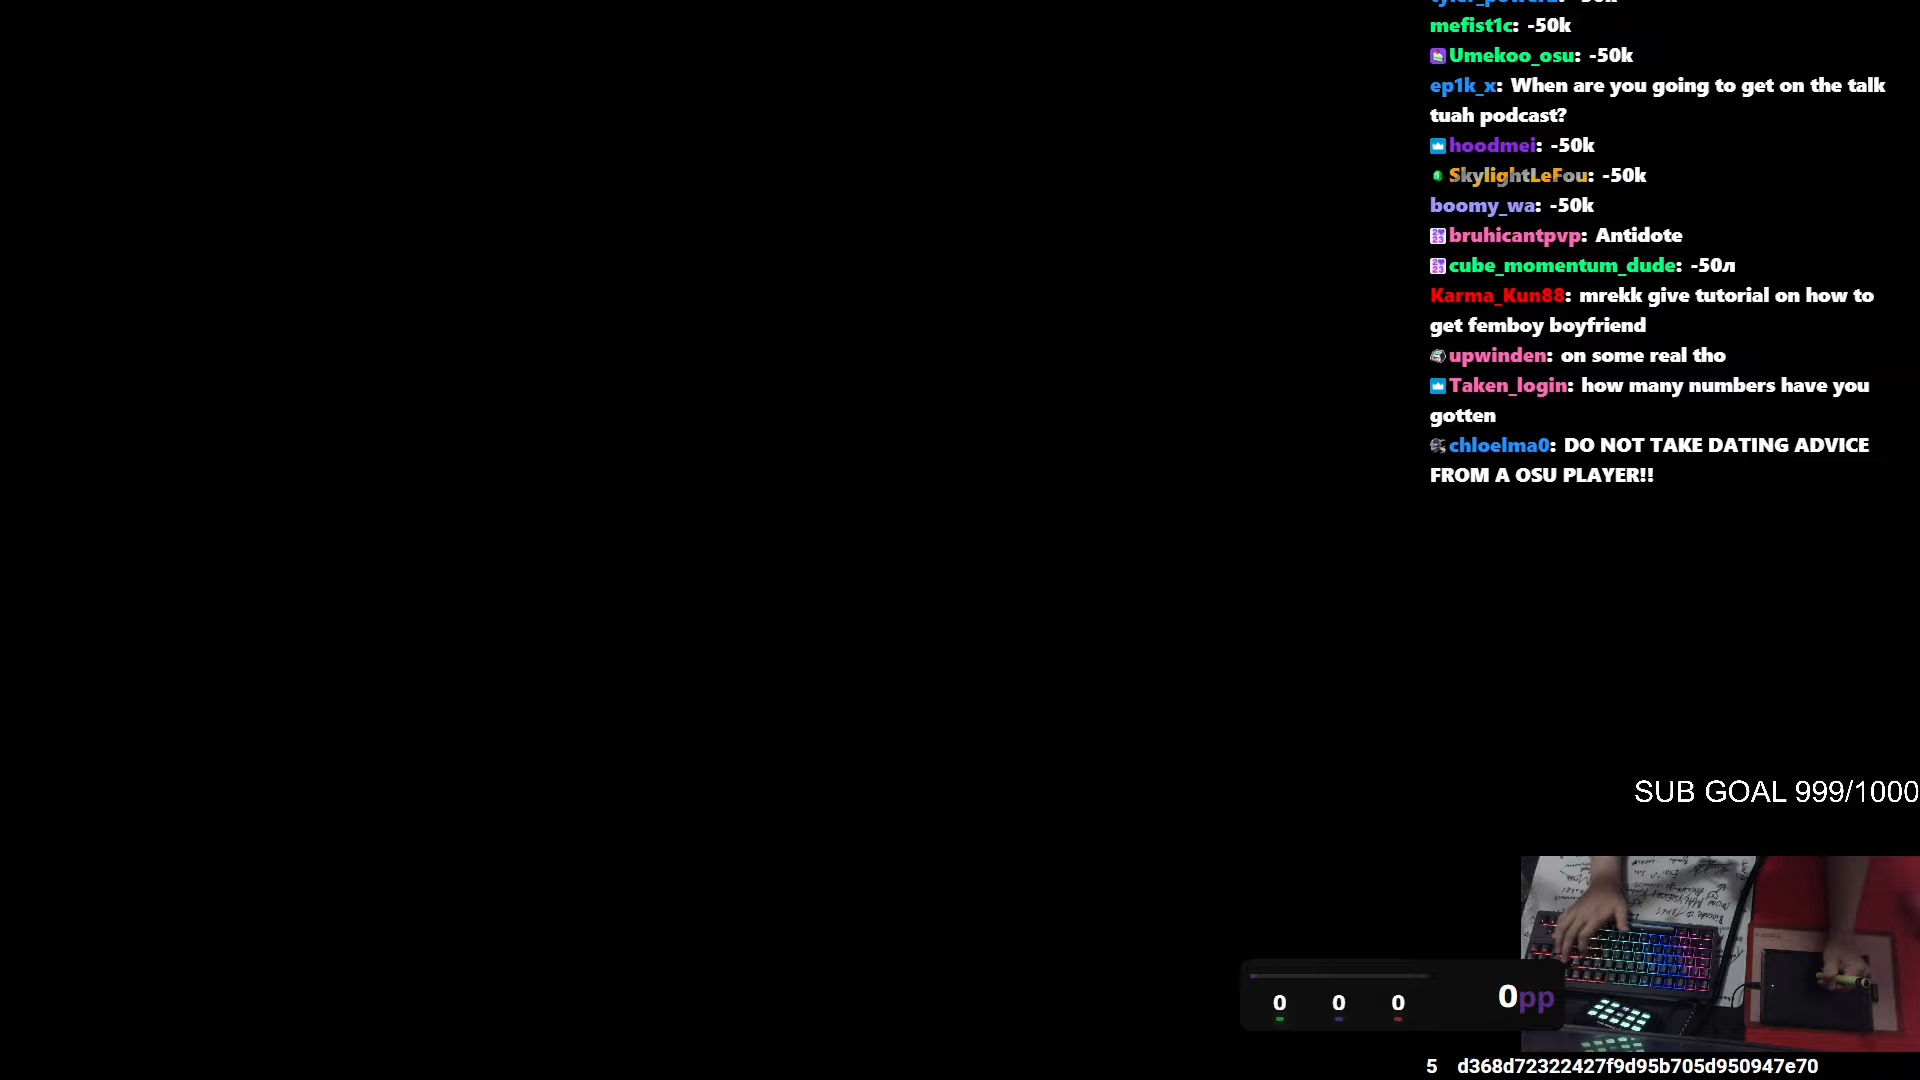 mefist1c: -50k
Umekoo_osu: -50k
ep1k_x: When are you going to get on the talk
tuah podcast?
hoodmei: -50k
SkylightLeFou: -50k
boomy_wa: -50k
bruhicantpvp: Antidote
cube_momentum_dude: -50л
Karma_Kun88: mrekk give tutorial on how to
get femboy boyfriend
upwinden: on some real tho
Taken_login: how many numbers have you
gotten
chloelma0: DO NOT TAKE DATING ADVICE
FROM A OSU PLAYER!!
SUB GOAL 999/1000
0 0 0 0pp
5 d368d72322427f9d95b705d950947e70